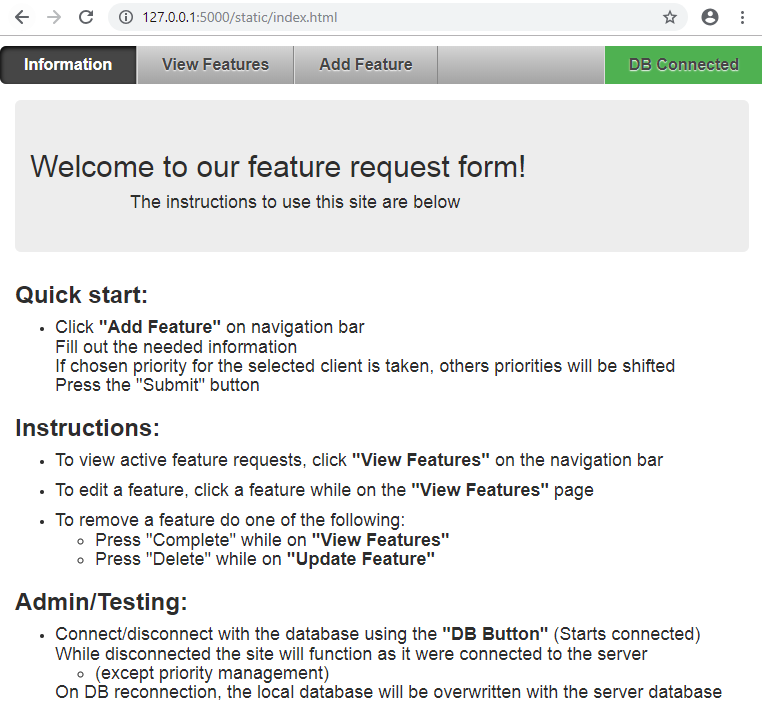 127.0.0.1:5000/static/index.html
Information View Features Add Feature DB Connected
Welcome to our feature request form!
The instructions to use this site are below
Quick start:
• Click "Add Feature" on navigation bar
Fill out the needed information
If chosen priority for the selected client is taken, others priorities will be shifted
Press the "Submit" button
Instructions:
• To view active feature requests, click "View Features" on the navigation bar
• To edit a feature, click a feature while on the "View Features" page
• To remove a feature do one of the following:
◦ Press "Complete" while on "View Features"
◦ Press "Delete" while on "Update Feature"
Admin/Testing:
• Connect/disconnect with the database using the "DB Button" (Starts connected)
While disconnected the site will function as it were connected to the server
◦ (except priority management)
On DB reconnection, the local database will be overwritten with the server database